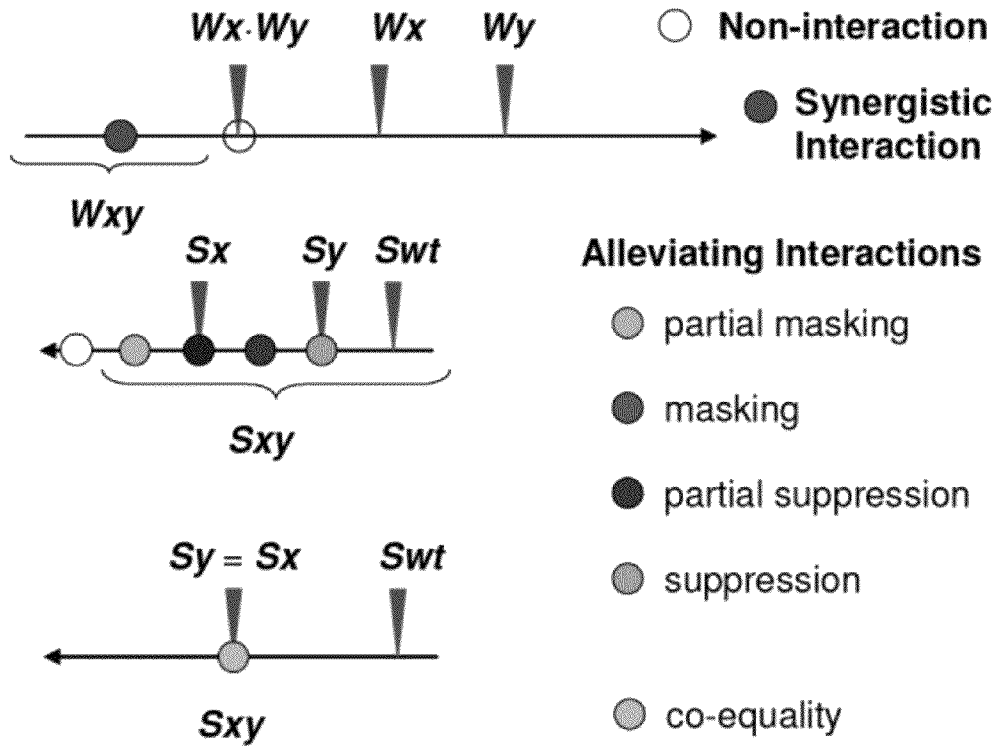 Wx·Wy Wx Wy
Non-interaction
Synergistic
Interaction
Wxy
Sx Sy Swt
Alleviating Interactions
partial masking
masking
Sxy
partial suppression
Sy = Sx Swt
suppression
Sxy
co-equality